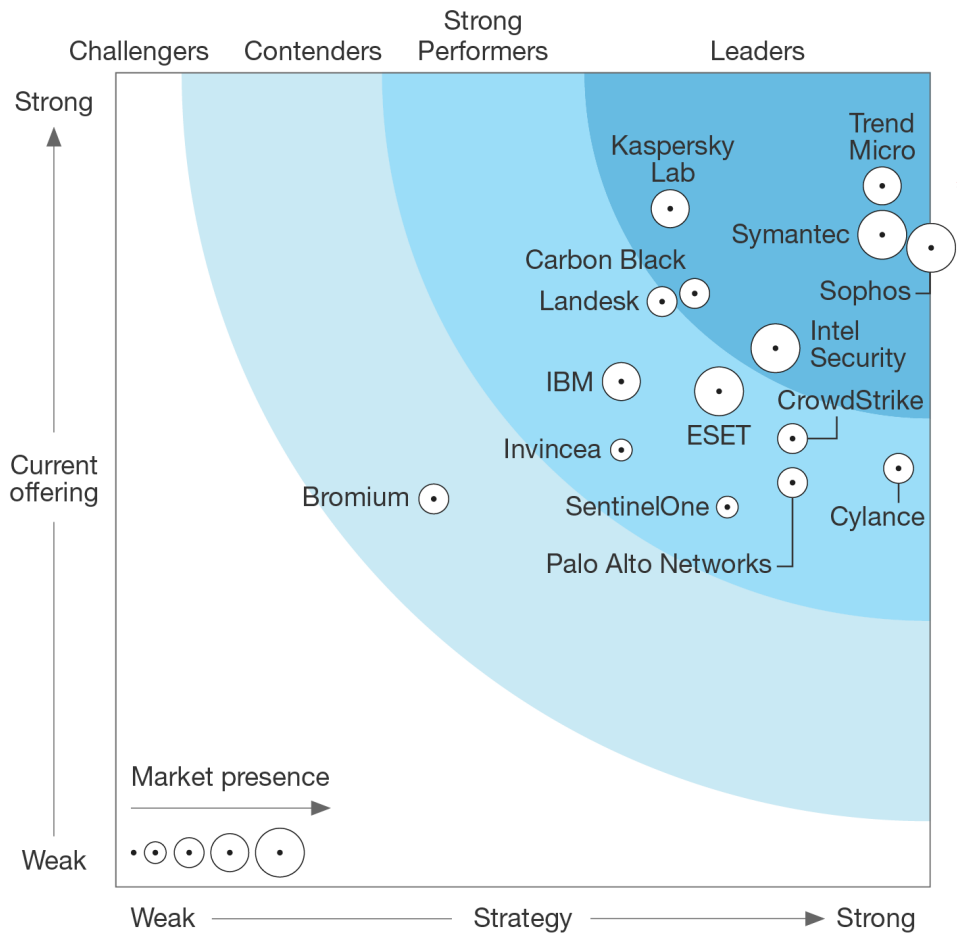 Challengers
Contenders
Strong
Performers
Leaders
Strong
Current
offering
Weak
Trend
Micro
Kaspersky
Lab
Symantec
Carbon Black
Sophos
Landesk
Intel
Security
IBM
CrowdStrike
ESET
Invincea
Bromium
SentinelOne
Cylance
Palo Alto Networks
Market presence
Weak
Strategy
Strong